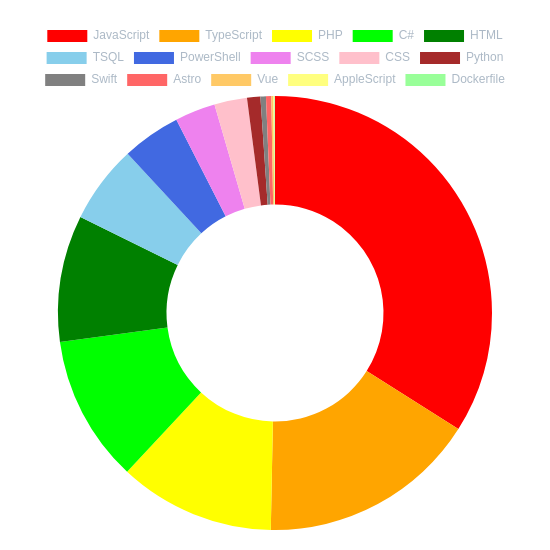 JavaScript TypeScript PHP C# HTML
TSQL PowerShell SCSS CSS Python
Swift Astro Vue AppleScript Dockerfile